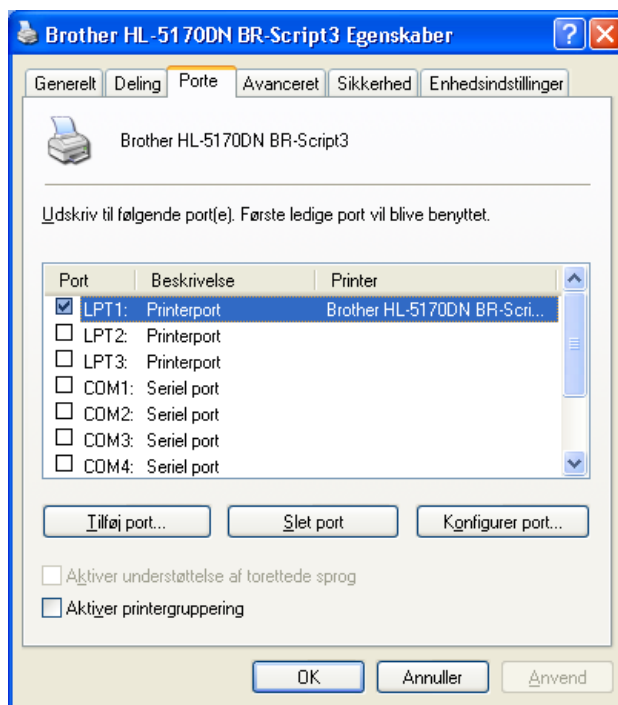 Brother HL-5170DN BR-Script3 Egenskaber
Generelt Deling Porte Avanceret Sikkerhed Enhedsindstillinger
Brother HL-5170DN BR-Script3
Udskriv til følgende port(e). Første ledige port vil blive benyttet.
Port Beskrivelse Printer
LPT1: Printerport Brother HL-5170DN BR-Scri...
LPT2: Printerport
LPT3: Printerport
COM1: Seriel port
COM2: Seriel port
COM3: Seriel port
COM4: Seriel port
Tilføj port... Slet port Konfigurer port...
Aktiver understøttelse af torettede sprog
Aktiver printergruppering
OK Annuller Anvend